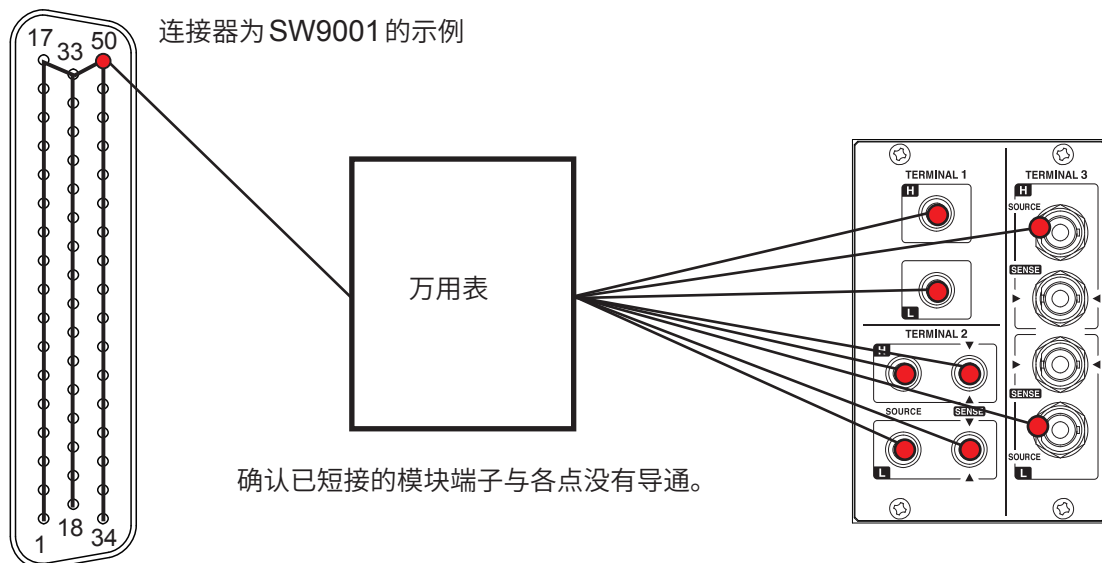 连接器为SW9001的示例
17
33
50
1
18
34
万用表
确认已短接的模块端子与各点没有导通。
TERMINAL 1
H
L
TERMINAL 2
H
SOURCE
SENSE
L
TERMINAL 3
H
SOURCE
SENSE
SENSE
SOURCE
L